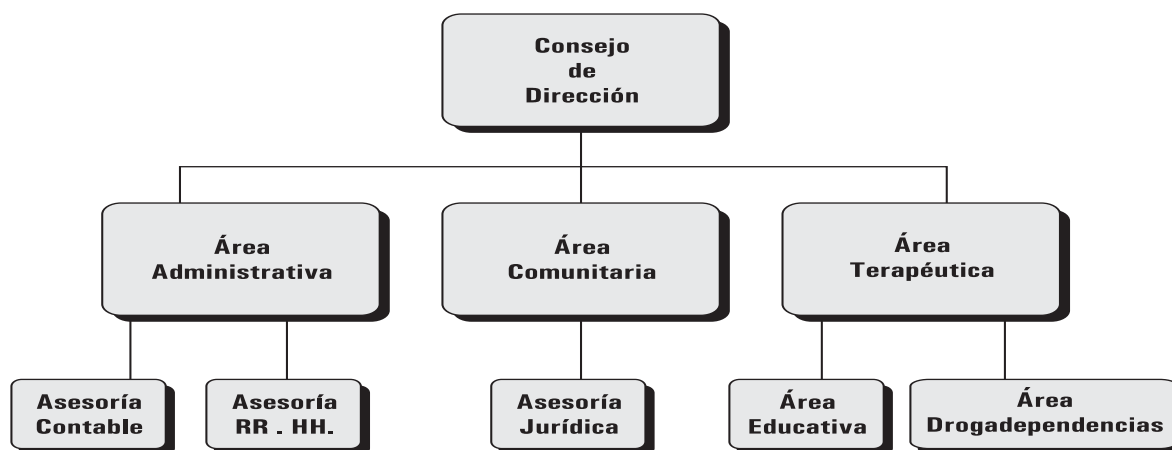 Consejo
de
Dirección
Área
Administrativa
Área
Comunitaria
Área
Terapéutica
Asesoría
Contable
Asesoría
RR . HH.
Asesoría
Jurídica
Área
Educativa
Área
Drogadependencias